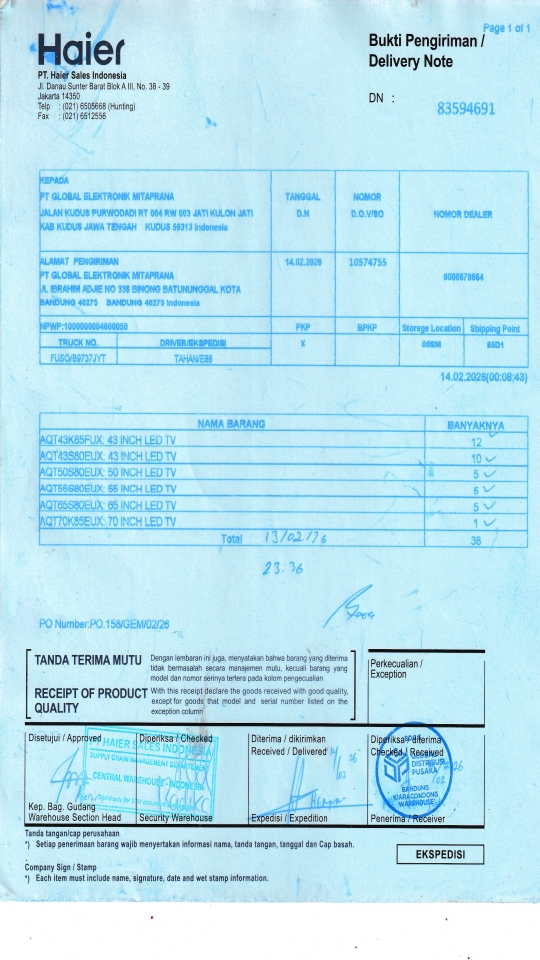 Page 1 of 1
Haier
Bukti Pengiriman /
Delivery Note
PT. Haier Sales Indonesia
Jl. Danau Sunter Barat Blok A III, No. 38 - 39
Jakarta 14350
Telp : (021) 6505668 (Hunting)
Fax : (021) 6512556
DN : 83594691
KEPADA
PT GLOBAL ELEKTRONIK MITAPRANA
JALAN KUDUS PURWODADI RT 004 RW 003 JATI KULON JATI
KAB KUDUS JAWA TENGAH KUDUS 59313 Indonesia
TANGGAL
D.N
NOMOR
D.O.V/SO
NOMOR DEALER
ALAMAT PENGIRIMAN
PT GLOBAL ELEKTRONIK MITAPRANA
JL IBRAHIM ADJIE NO 338 BINONG BATUNUNGGAL KOTA
BANDUNG 40275 BANDUNG 40275 Indonesia
14.02.2026
10574755
NPWP:
PKP BPKP Storege Location Shipping Point
TRUCK NO. DRIVER/EKSPEDISI X
FUSO/B9737JYT
14.02.2026(00:08:43)
NAMA BARANG BANYAKNYA
AQT43K85FUX: 43 INCH LED TV 12
AQT43S80EUX: 43 INCH LED TV 10
AQT50S80EUX: 50 INCH LED TV 5
INCH LED TV
AQT65S80EUX: 65 INCH LED TV 5
AQT70K85EUX: 70 INCH LED TV 1
Total 13/02/26 38
23:36
PO Number:PO.158/GEM/02/26
TANDA TERIMA MUTU
Dengan lembaran ini juga, menyatakan bahwa barang yang diterima
tidak bermasalah secara manajemen mutu, kecuali barang yang
model dan nomor serinya tertera pada kolom pengecualian
RECEIPT OF PRODUCT
QUALITY
With this receipt declare the goods received with good quality,
except for goods that model and serial number listed on the
exception column
Perkecualian /
Exception
Disetujui / Approved
Diperiksa / Checked
Diterima / dikirimkan
Received / Delivered
Diperiksa / diterima
Checked / Received
PT HAIER SALES INDONESIA
SUPPLY CHAIN MANAGEMENT DEPARTMENT
CENTRAL WAREHOUSE-INDONESIA
DISTRIBUSI
PUSAKA
BANDUNG
KIARACONDONG
WAREHOUSE
Kep. Bag. Gudang
Warehouse Section Head
Security Warehouse
Expedisi / Expedition
Penerima / Receiver
Tanda tangan/cap perusahaan
*) Setiap penerimaan barang wajib menyertakan informasi nama, tanda tangan, tanggal dan Cap basah.
EKSPEDISI
Company Sign / Stamp
*) Each item must include name, signature, date and wet stamp information.